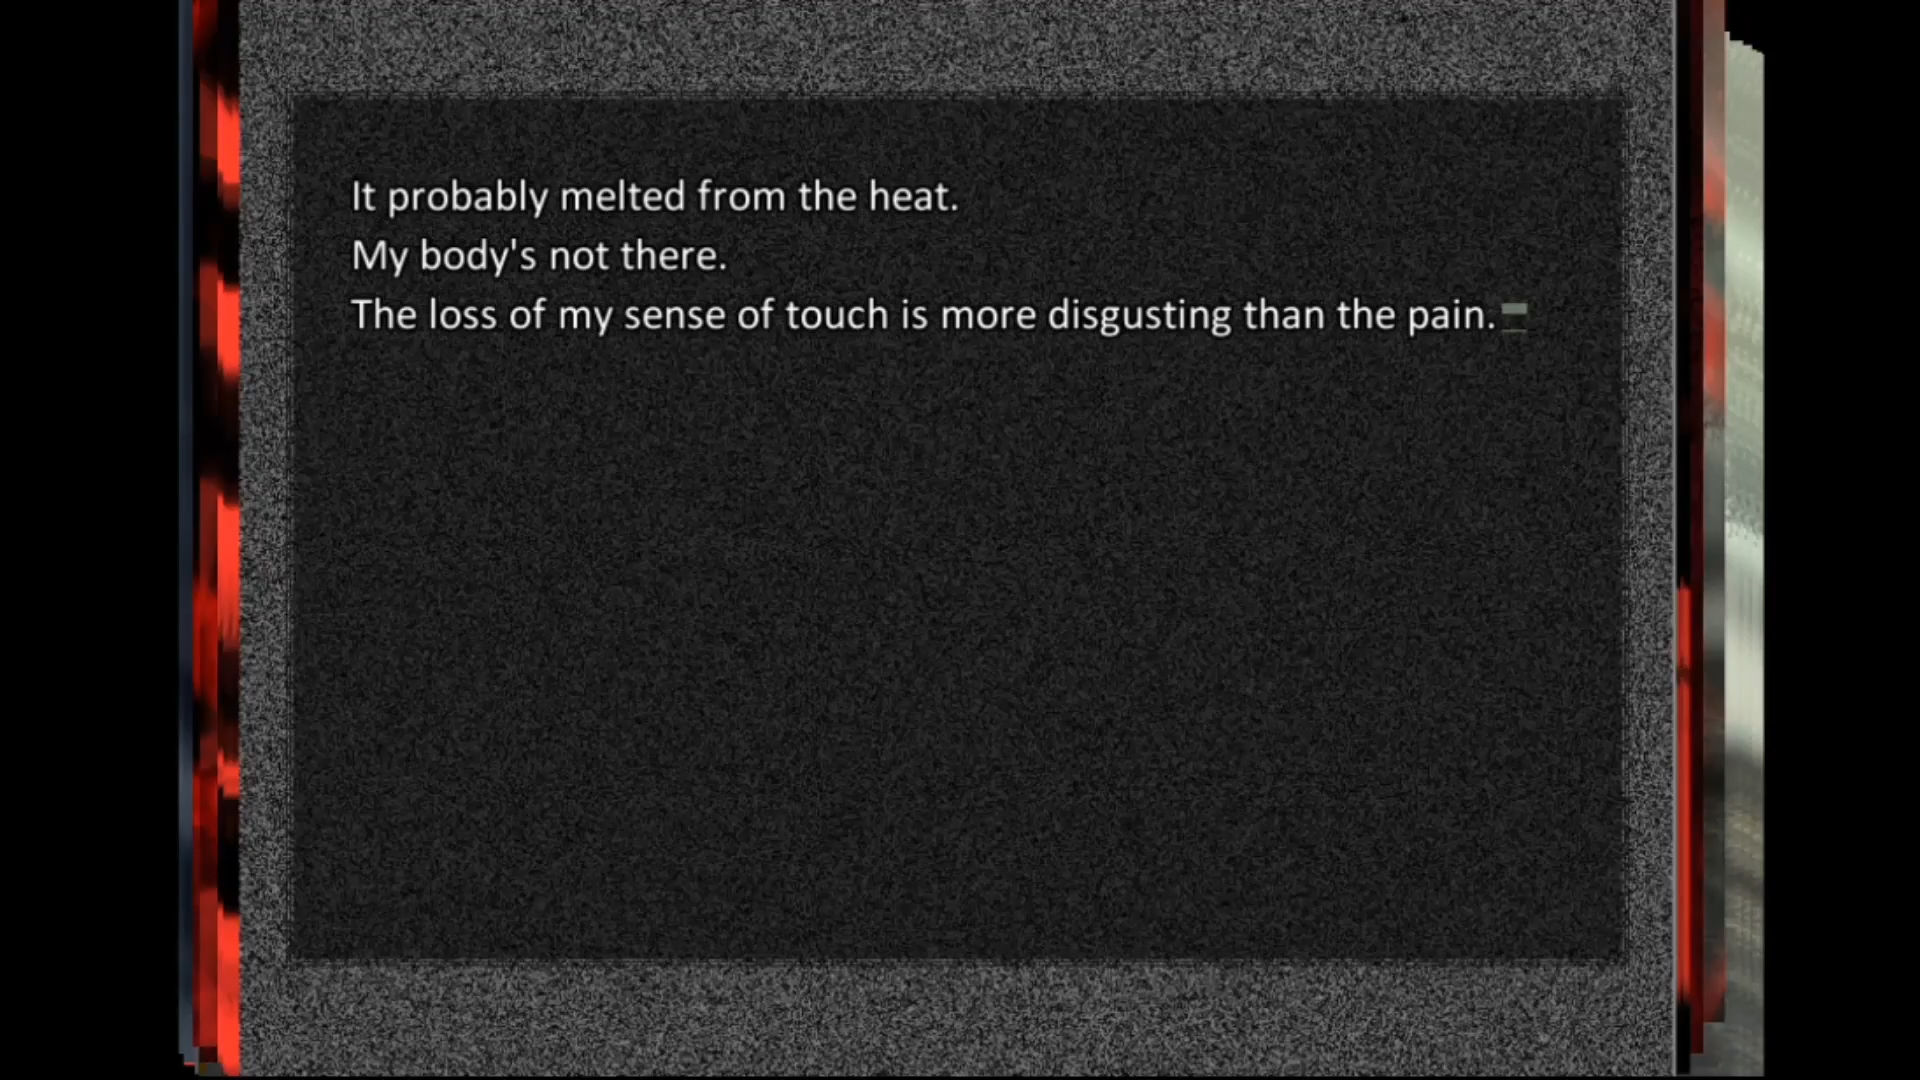 It probably melted from the heat.
My body's not there.
The loss of my sense of touch is more disgusting than the pain.